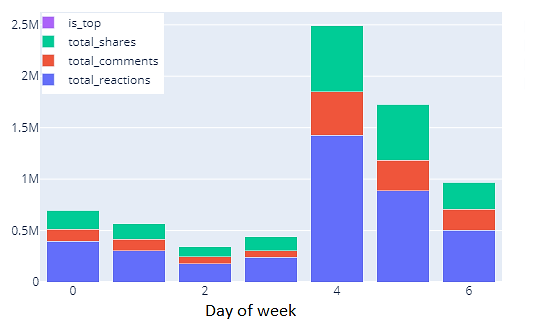 2.5M
is_top
total_shares
total_comments
total_reactions
2M
1.5M
1M
0.5M
0
0 2 4 6
Day of week